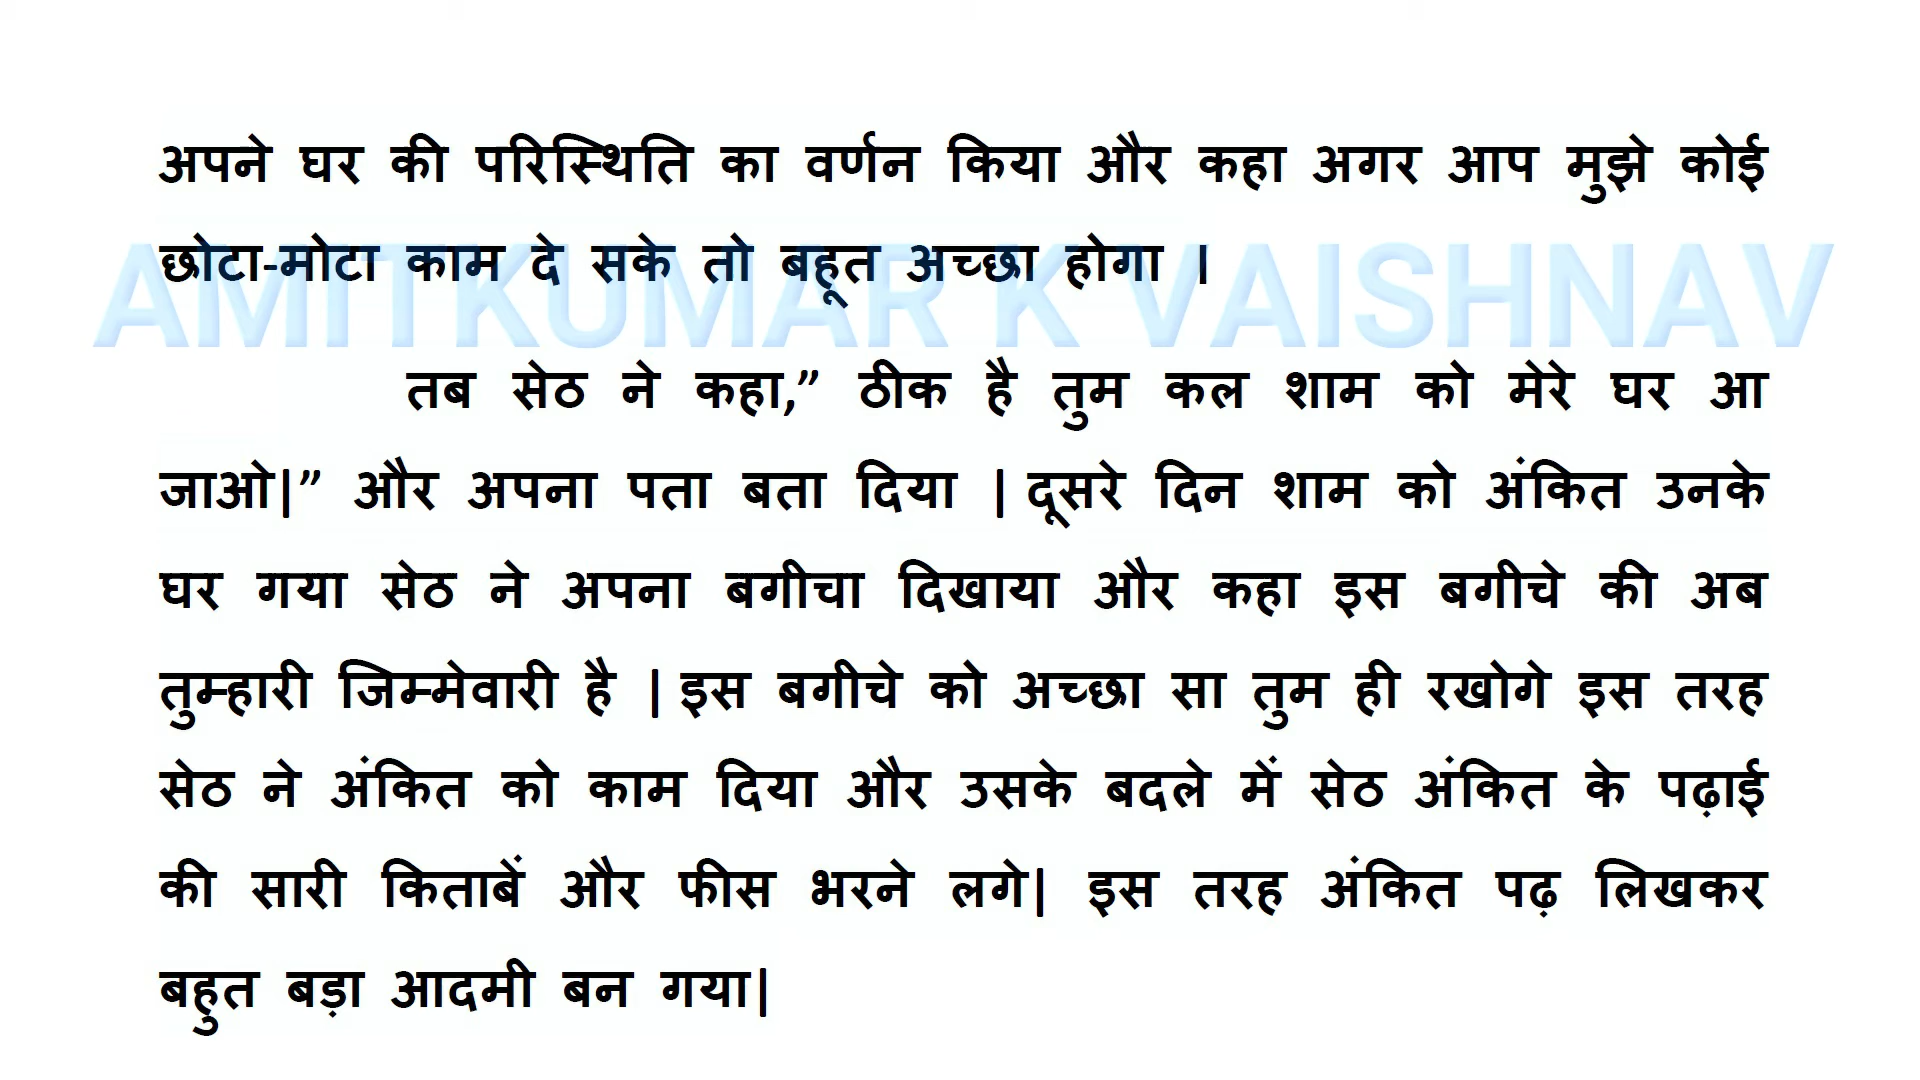 अपने घर की परिस्थिति का वर्णन किया और कहा अगर आप मुझे कोई
छोटा-मोटा काम दे सके तो बहूत अच्छा होगा ।
AMITKUMAR K VAISHNAV
तब सेठ ने कहा,” ठीक है तुम कल शाम को मेरे घर आ
जाओ|” और अपना पता बता दिया | दूसरे दिन शाम को अंकित उनके
घर गया सेठ ने अपना बगीचा दिखाया और कहा इस बगीचे की अब
तुम्हारी जिम्मेवारी है | इस बगीचे को अच्छा सा तुम ही रखोगे इस तरह
सेठ ने अंकित को काम दिया और उसके बदले में सेठ अंकित के पढ़ाई
की सारी किताबें और फीस भरने लगे| इस तरह अंकित पढ़ लिखकर
बहुत बड़ा आदमी बन गया|